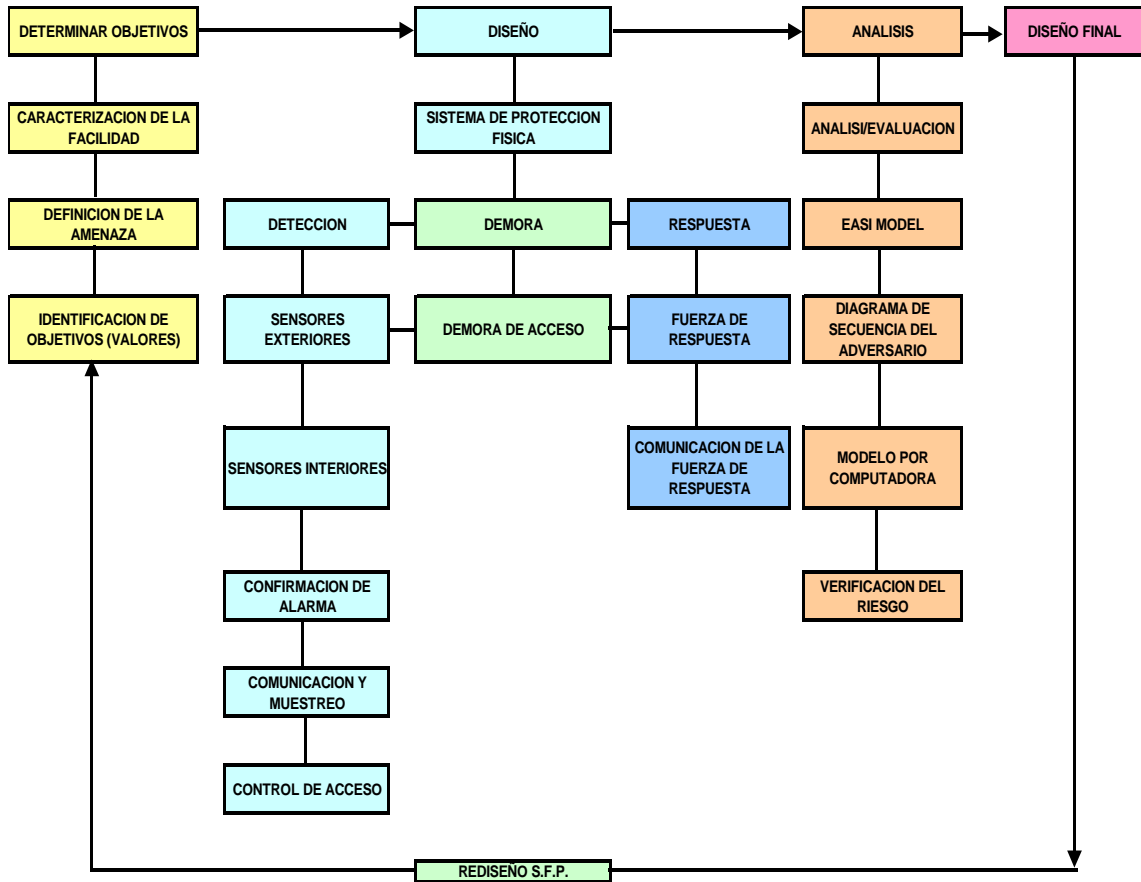 DETERMINAR OBJETIVOS
DISEÑO
ANALISIS
DISEÑO FINAL
CARACTERIZACION DE LA
FACILIDAD
SISTEMA DE PROTECCION
FISICA
ANALISI/EVALUACION
DEFINICION DE LA
AMENAZA
DETECCION
DEMORA
RESPUESTA
EASI MODEL
IDENTIFICACION DE
OBJETIVOS (VALORES)
SENSORES
EXTERIORES
DEMORA DE ACCESO
FUERZA DE
RESPUESTA
DIAGRAMA DE
SECUENCIA DEL
ADVERSARIO
SENSORES INTERIORES
COMUNICACION DE LA
FUERZA DE
RESPUESTA
MODELO POR
COMPUTADORA
CONFIRMACION DE
ALARMA
VERIFICACION DEL
RIESGO
COMUNICACION Y
MUESTREO
CONTROL DE ACCESO
REDISEÑO S.F.P.